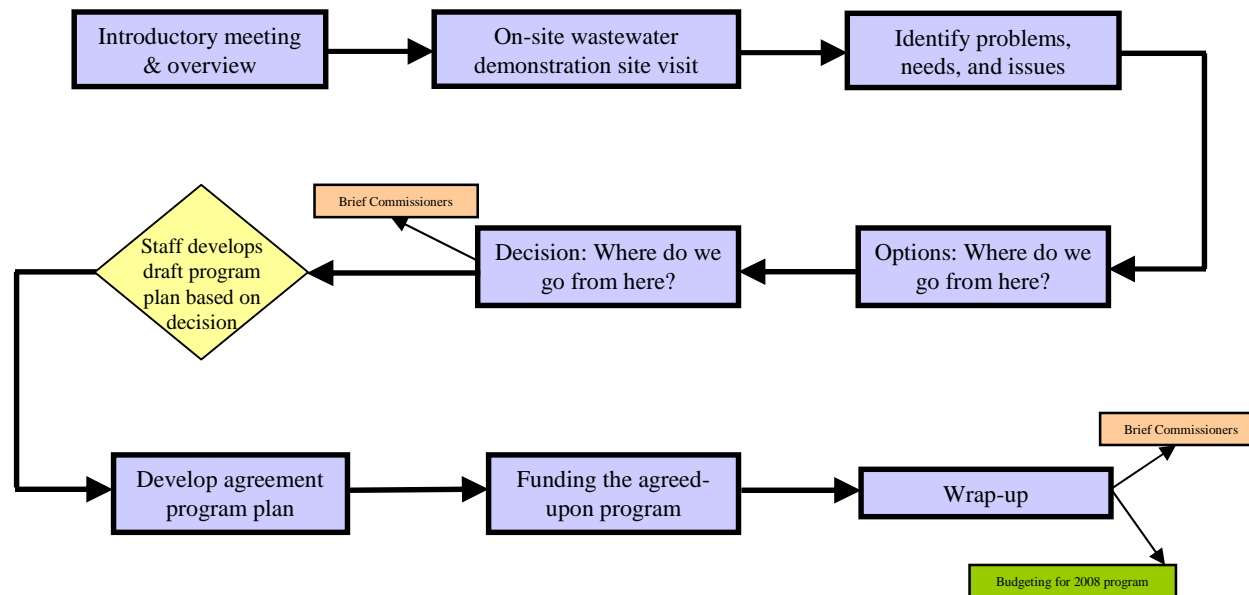 Introductory meeting
& overview
On-site wastewater
demonstration site visit
Identify problems,
needs, and issues
Options: Where do we
go from here?
Decision: Where do we
go from here?
Brief Commissioners
Staff develops
draft program
plan based on
decision
Develop agreement
program plan
Funding the agreed-
upon program
Wrap-up
Brief Commissioners
Budgeting for 2008 program